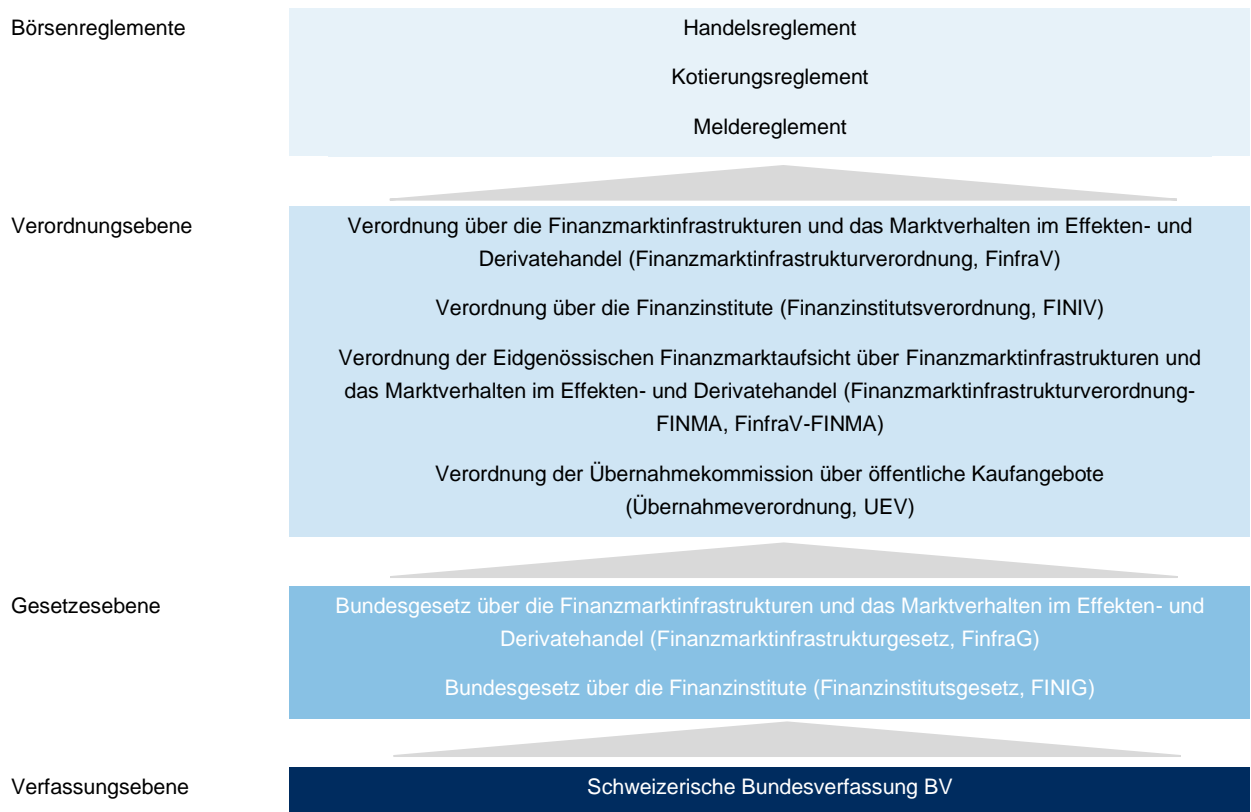 Börsenreglemente
Handelsreglement
Kotierungsreglement
Meldereglement
Verordnungsebene
Verordnung über die Finanzmarktinfrastrukturen und das Marktverhalten im Effekten- und
Derivatehandel (Finanzmarktinfrastrukturverordnung, FinfraV)
Verordnung über die Finanzinstitute (Finanzinstitutsverordnung, FINIV)
Verordnung der Eidgenössischen Finanzmarktaufsicht über Finanzmarktinfrastrukturen und
das Marktverhalten im Effekten- und Derivatehandel (Finanzmarktinfrastrukturverordnung-
FINMA, FinfraV-FINMA)
Verordnung der Übernahmekommission über öffentliche Kaufangebote
(Übernahmeverordnung, UEV)
Gesetzesebene
Bundesgesetz über die Finanzmarktinfrastrukturen und das Marktverhalten im Effekten- und
Derivatehandel (Finanzmarktinfrastrukturgesetz, FinfraG)
Bundesgesetz über die Finanzinstitute (Finanzinstitutsgesetz, FINIG)
Verfassungsebene
Schweizerische Bundesverfassung BV